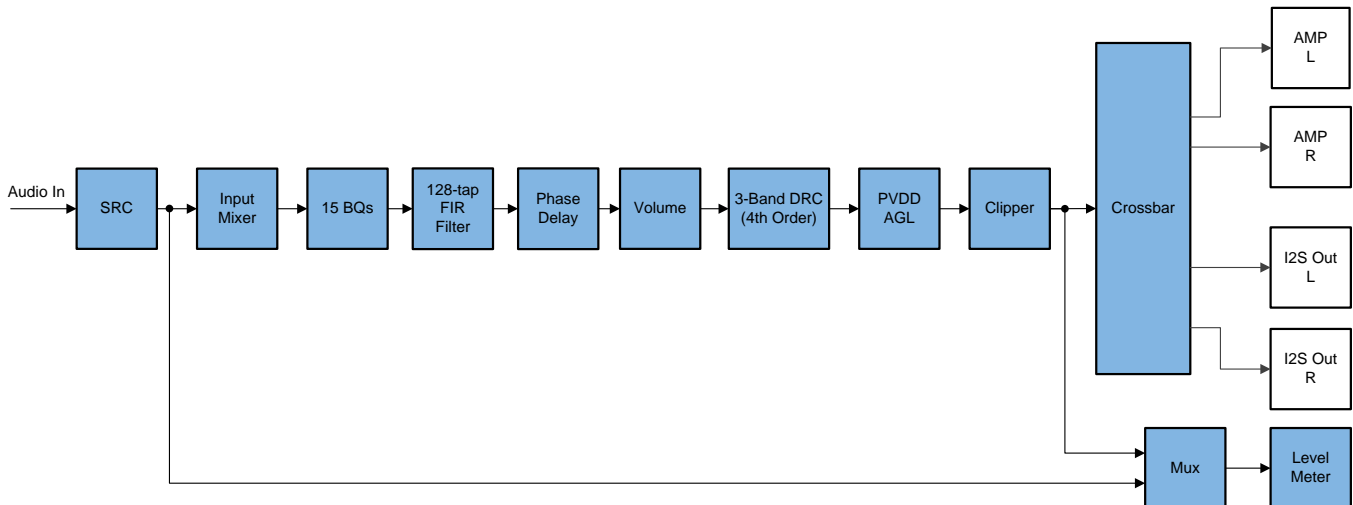 Audio In
SRC
Input
Mixer
15 BQs
128-tap
FIR
Filter
Phase
Delay
Volume
3-Band DRC
(4th Order)
PVDD
AGL
Clipper
Crossbar
AMP
L
AMP
R
I2S Out
L
I2S Out
R
Mux
Level
Meter